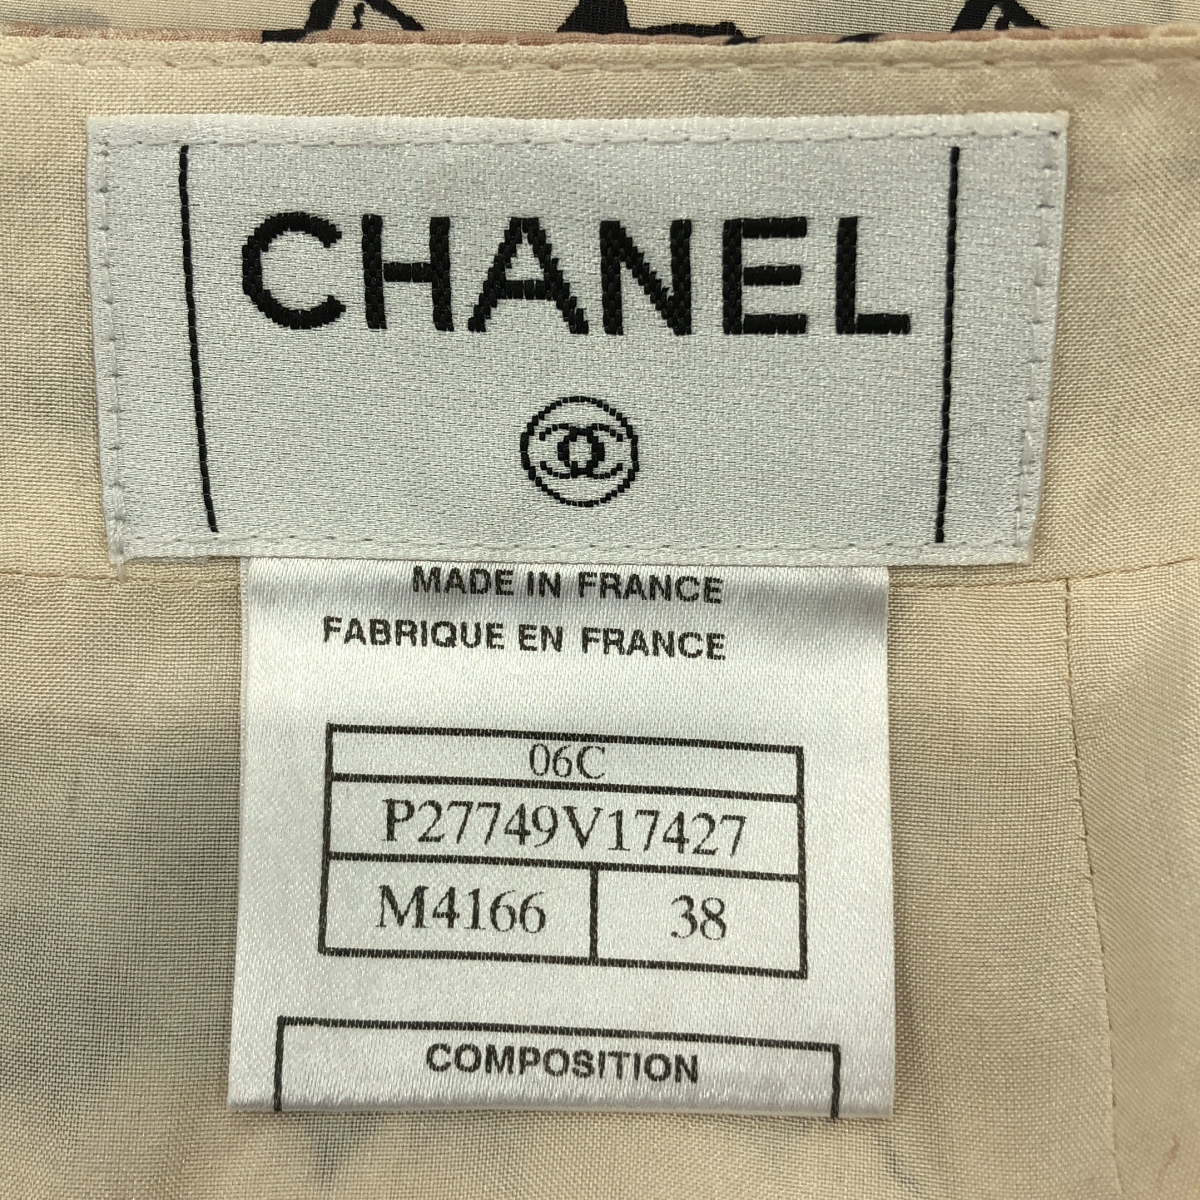 CHANEL
MADE IN FRANCE
FABRIQUE EN FRANCE
06C
P27749V17427
M4166 38
COMPOSITION